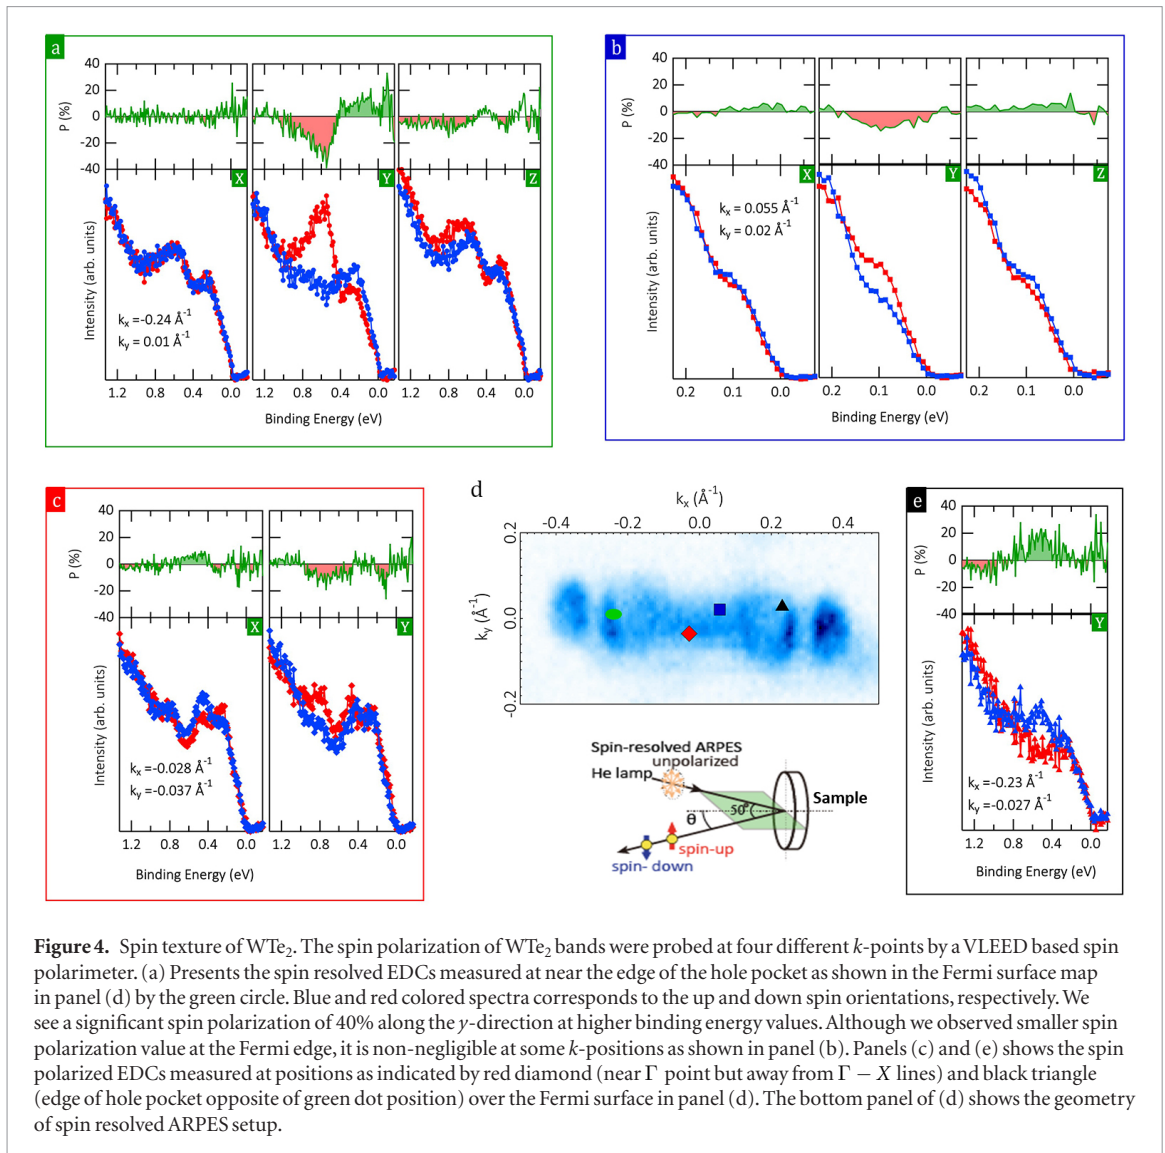 a
P (%)
40
20
0
-20
-40
X
Y
Z
Intensity (arb. units)
kx =-0.24 Å-1
ky = 0.01 Å-1
1.2 0.8 0.4 0.0 1.2 0.8 0.4 0.0 1.2 0.8 0.4 0.0
Binding Energy (eV)
b
P (%)
40
20
0
-20
-40
X
Y
Z
Intensity (arb. units)
kx = 0.055 Å-1
ky = 0.02 Å-1
0.2 0.1 0.0 0.2 0.1 0.0 0.2 0.1 0.0
Binding Energy (eV)
c
P (%)
40
20
0
-20
-40
X
Y
Intensity (arb. units)
kx =-0.028 Å-1
ky =-0.037 Å-1
1.2 0.8 0.4 0.0 1.2 0.8 0.4 0.0
Binding Energy (eV)
d
kx (Å-1)
-0.4 -0.2 0.0 0.2 0.4
ky (Å-1)
0.2
0.0
-0.2
Spin-resolved ARPES
unpolarized
He lamp
50°
θ
Sample
spin-up
spin- down
e
P (%)
40
20
0
-20
-40
Y
Intensity (arb. units)
kx =-0.23 Å-1
ky =-0.027 Å-1
1.2 0.8 0.4 0.0
Binding Energy (eV)
Figure 4. Spin texture of WTe2. The spin polarization of WTe2 bands were probed at four different k-points by a VLEED based spin
polarimeter. (a) Presents the spin resolved EDCs measured at near the edge of the hole pocket as shown in the Fermi surface map
in panel (d) by the green circle. Blue and red colored spectra corresponds to the up and down spin orientations, respectively. We
see a significant spin polarization of 40% along the y-direction at higher binding energy values. Although we observed smaller spin
polarization value at the Fermi edge, it is non-negligible at some k-positions as shown in panel (b). Panels (c) and (e) shows the spin
polarized EDCs measured at positions as indicated by red diamond (near Γ point but away from Γ − X lines) and black triangle
(edge of hole pocket opposite of green dot position) over the Fermi surface in panel (d). The bottom panel of (d) shows the geometry
of spin resolved ARPES setup.